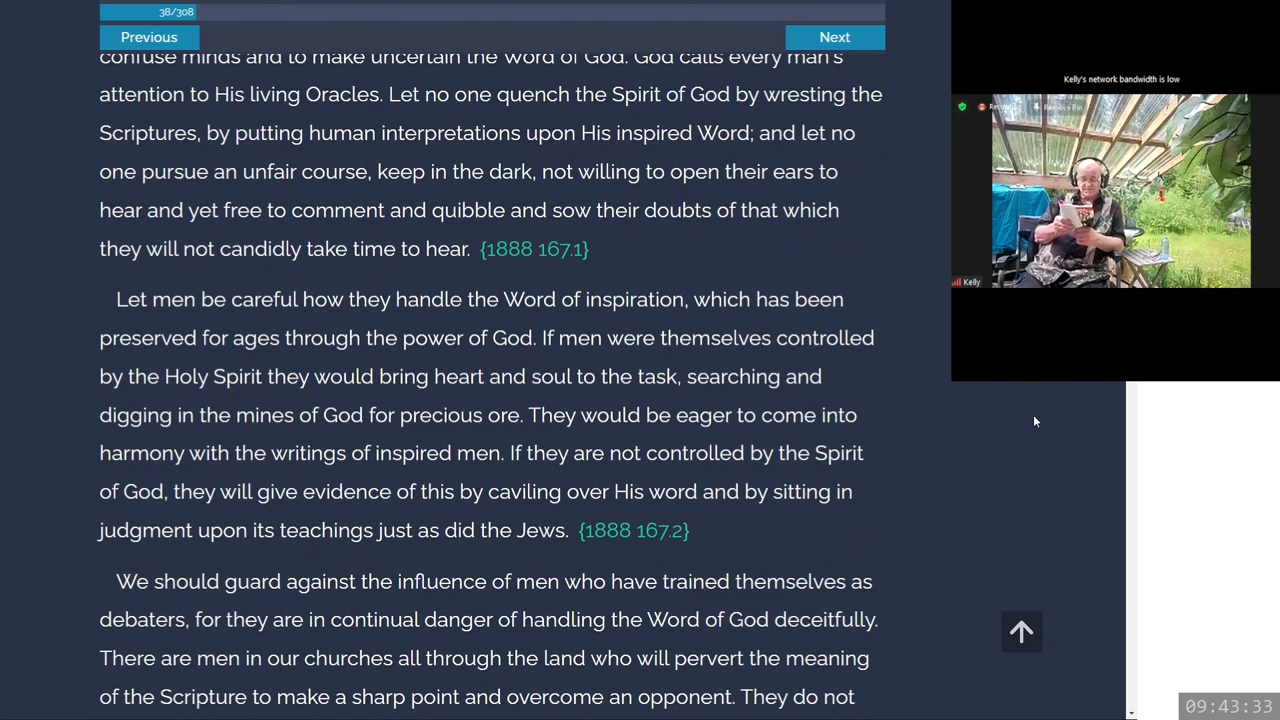 38/308
Previous
Next
confuse minds and to make uncertain the Word of God. God calls every man's
attention to His living Oracles. Let no one quench the Spirit of God by wresting the
Scriptures, by putting human interpretations upon His inspired Word; and let no
one pursue an unfair course, keep in the dark, not willing to open their ears to
hear and yet free to comment and quibble and sow their doubts of that which
they will not candidly take time to hear. {1888 167.1}
Let men be careful how they handle the Word of inspiration, which has been
preserved for ages through the power of God. If men were themselves controlled
by the Holy Spirit they would bring heart and soul to the task, searching and
digging in the mines of God for precious ore. They would be eager to come into
harmony with the writings of inspired men. If they are not controlled by the Spirit
of God, they will give evidence of this by caviling over His word and by sitting in
judgment upon its teachings just as did the Jews. {1888 167.2}
We should guard against the influence of men who have trained themselves as
debaters, for they are in continual danger of handling the Word of God deceitfully.
There are men in our churches all through the land who will pervert the meaning
of the Scripture to make a sharp point and overcome an opponent. They do not
Kelly's network bandwidth is low
Remove Pin
Kelly
09:43:33